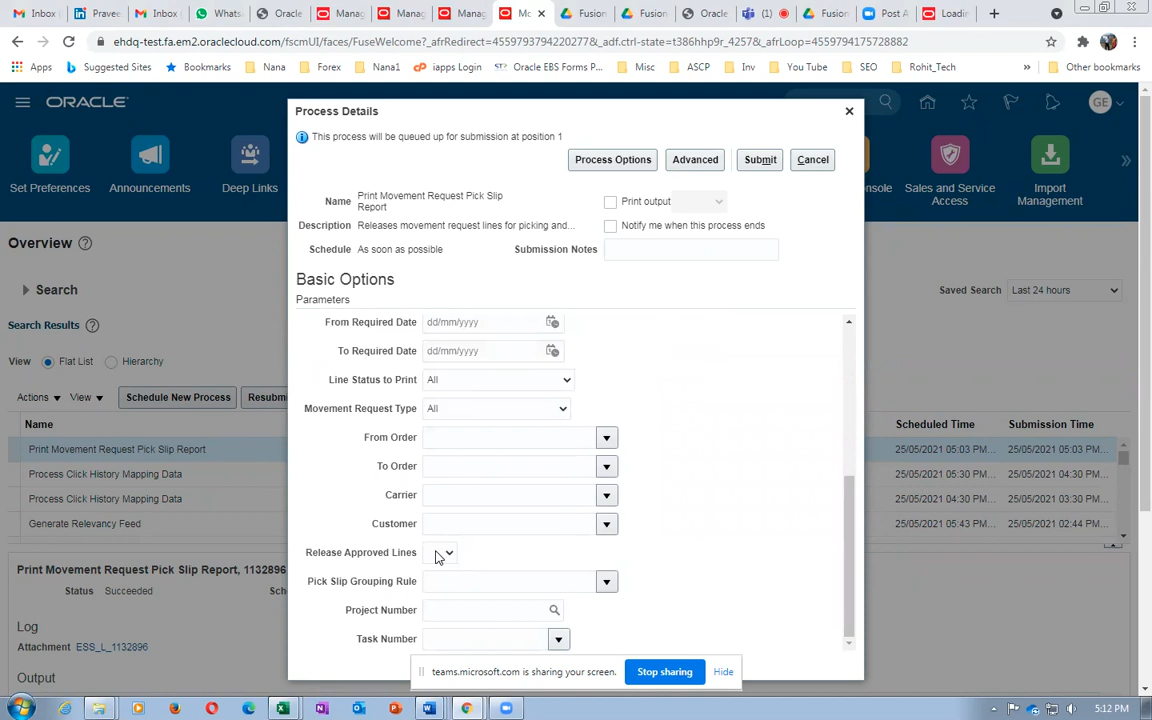 Inbox (
Pravee
Inbox (
Whats
Oracle
Manag
Manag
Manag
Mo
Fusion
Fusion
Oracle
(1)
Fusion
Post A
Loadin
ehdq-test.fa.em2.oraclecloud.com/fscmUI/faces/FuseWelcome?_afrRedirect=45597937942202​77&_adf.ctrl-state=t386hhp9r_4257&_afrLoop=4559794175728882
Apps
Suggested Sites
Bookmarks
Nana
Forex
Nana1
iapps Login
Oracle EBS Forms P...
Misc
ASCP
Inv
You Tube
SEO
Rohit_Tech
»
Other bookmarks
ORACLE
GE
Set Preferences
Announcements
Deep Links
onsole
Sales and Service
Access
Import
Management
Overview
Search
Saved Search
Last 24 hours
Search Results
View
Flat List
Hierarchy
Actions
View
Schedule New Process
Resubm
Name
Scheduled Time
Submission Time
Print Movement Request Pick Slip Report
25/05/2021 05:03 PM...
25/05/2021 05:03 PM...
Process Click History Mapping Data
25/05/2021 05:30 PM...
25/05/2021 04:30 PM...
Process Click History Mapping Data
25/05/2021 04:30 PM...
25/05/2021 03:30 PM...
Generate Relevancy Feed
25/05/2021 05:43 PM...
25/05/2021 02:44 PM...
Print Movement Request Pick Slip Report, 1132896
Status
Succeeded
Sch
Log
Attachment
ESS_L_1132896
Output
Process Details
This process will be queued up for submission at position 1
Process Options
Advanced
Submit
Cancel
Name
Print Movement Request Pick Slip
Report
Print output
Description
Releases movement request lines for picking and...
Notify me when this process ends
Schedule
As soon as possible
Submission Notes
Basic Options
Parameters
From Required Date
dd/mm/yyyy
To Required Date
dd/mm/yyyy
Line Status to Print
All
Movement Request Type
All
From Order
To Order
Carrier
Customer
Release Approved Lines
Pick Slip Grouping Rule
Project Number
Task Number
teams.microsoft.com is sharing your screen.
Stop sharing
Hide
5:12 PM